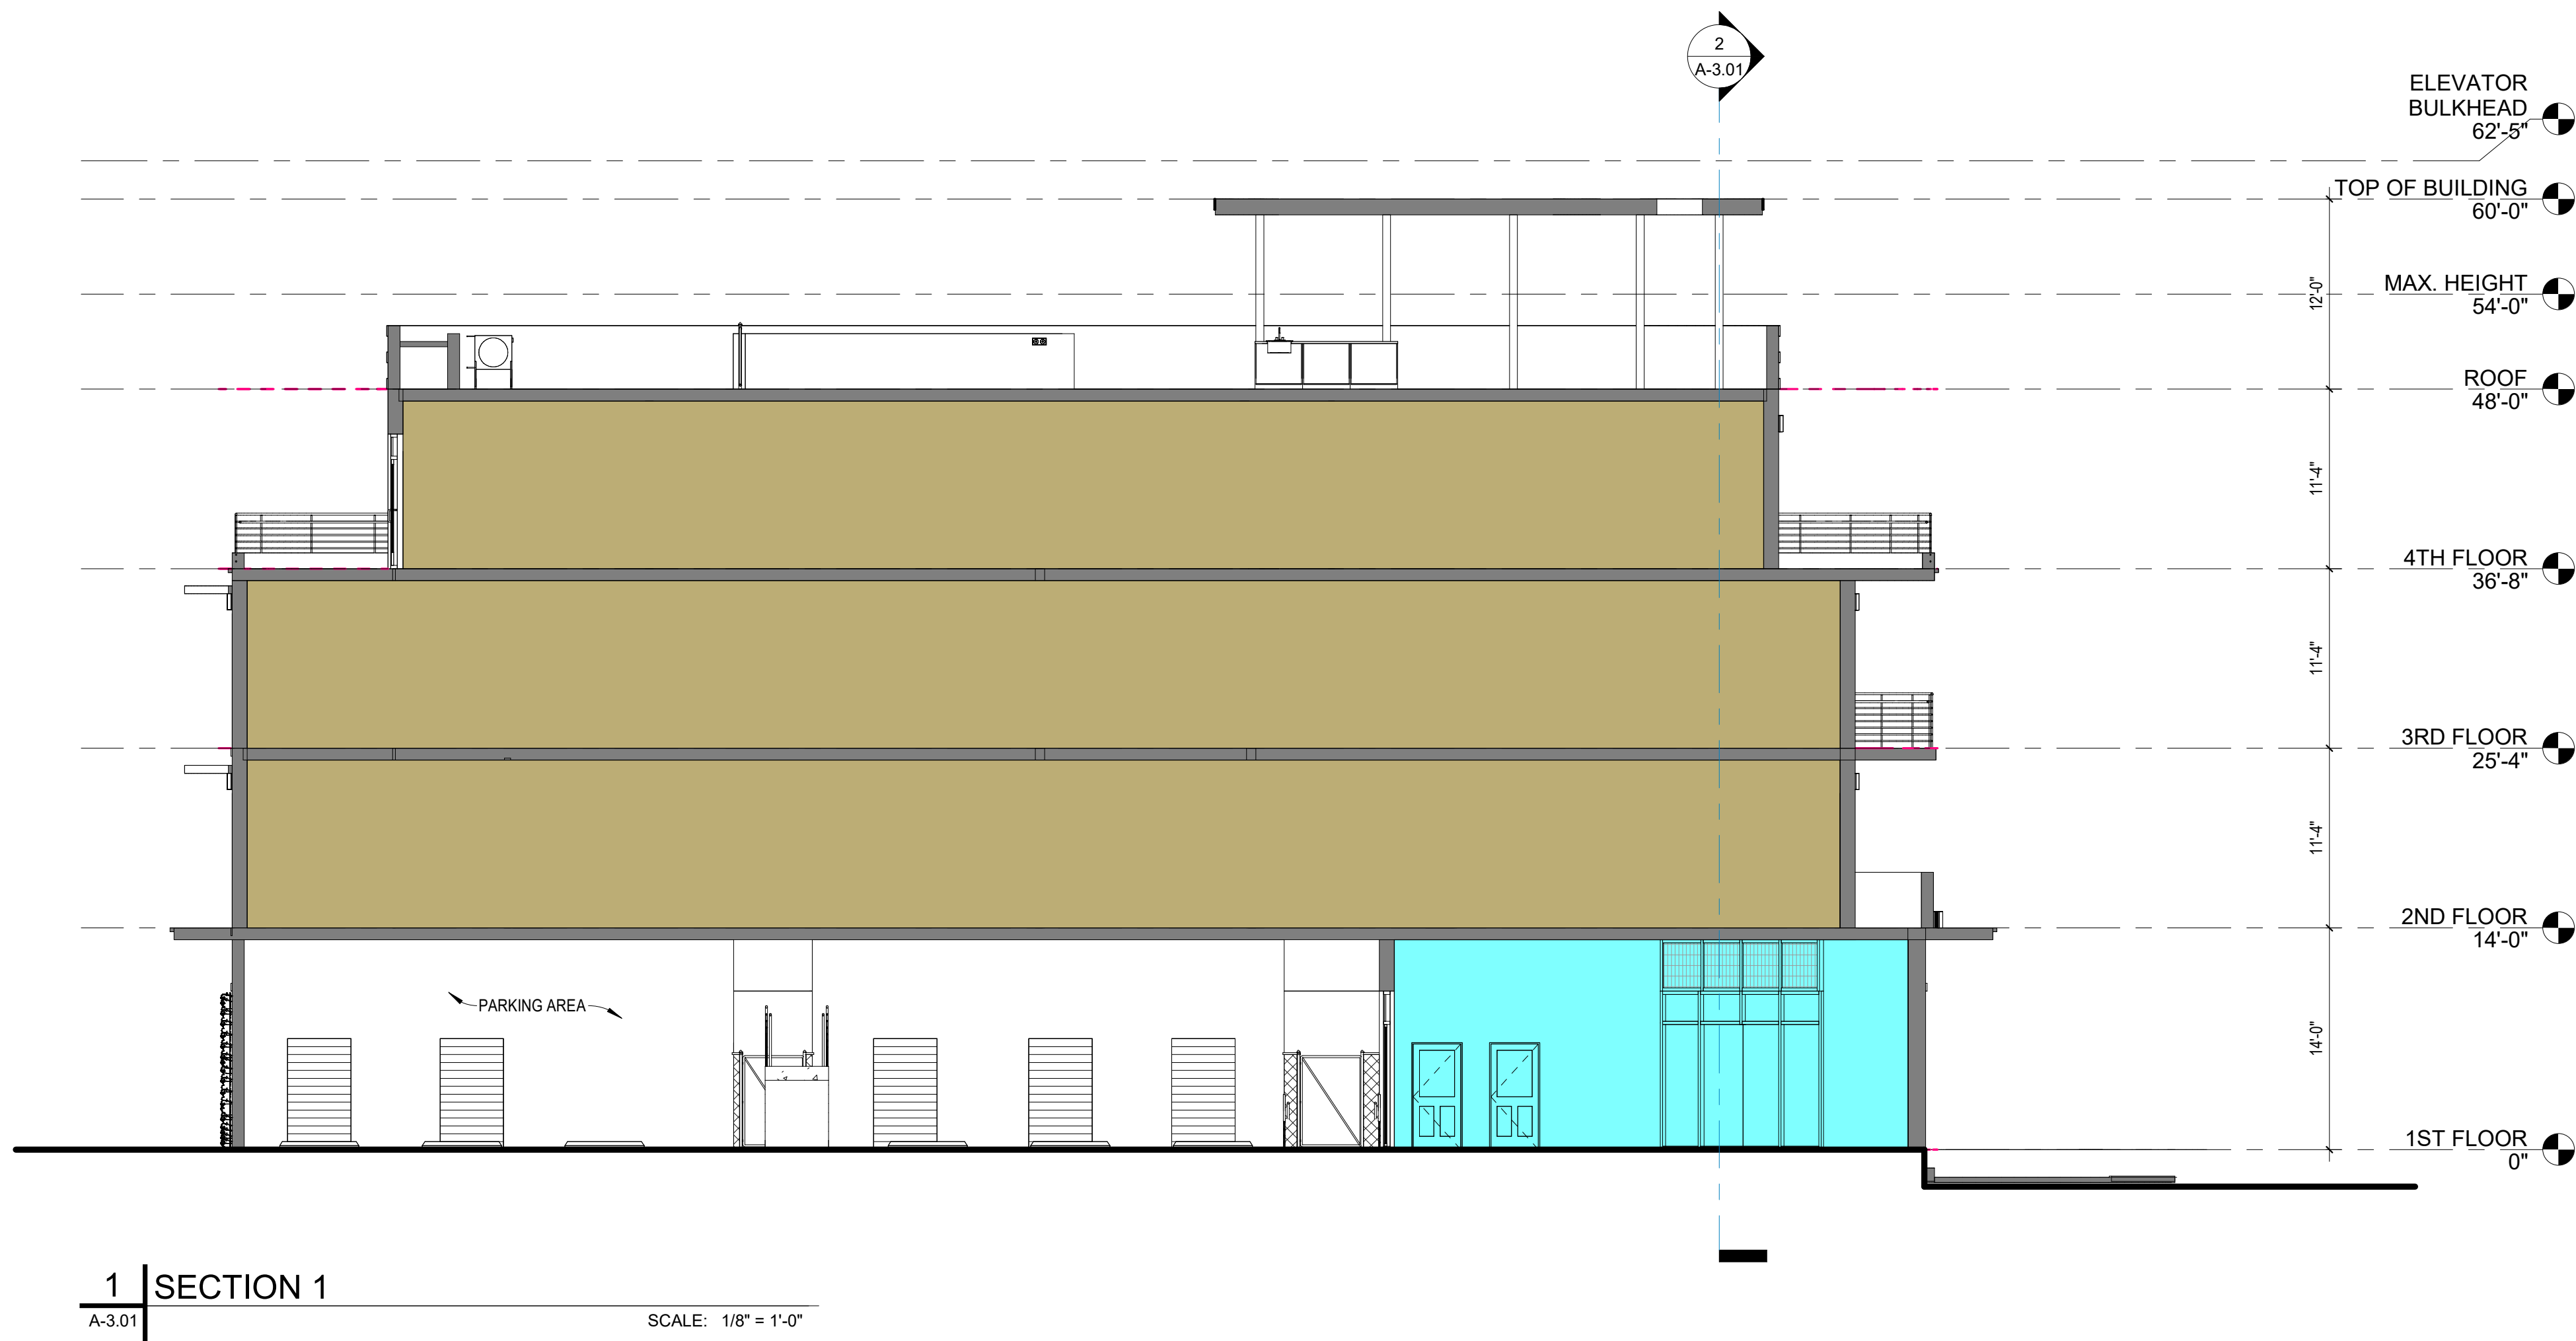 2
A-3.01
ELEVATOR
BULKHEAD
62'-5"
TOP OF BUILDING
60'-0"
12'-0"
MAX. HEIGHT
54'-0"
ROOF
48'-0"
11'-4"
4TH FLOOR
36'-8"
11'-4"
3RD FLOOR
25'-4"
11'-4"
2ND FLOOR
14'-0"
PARKING AREA
14'-0"
1ST FLOOR
0"
1
SECTION 1
A-3.01
SCALE: 1/8" = 1'-0"